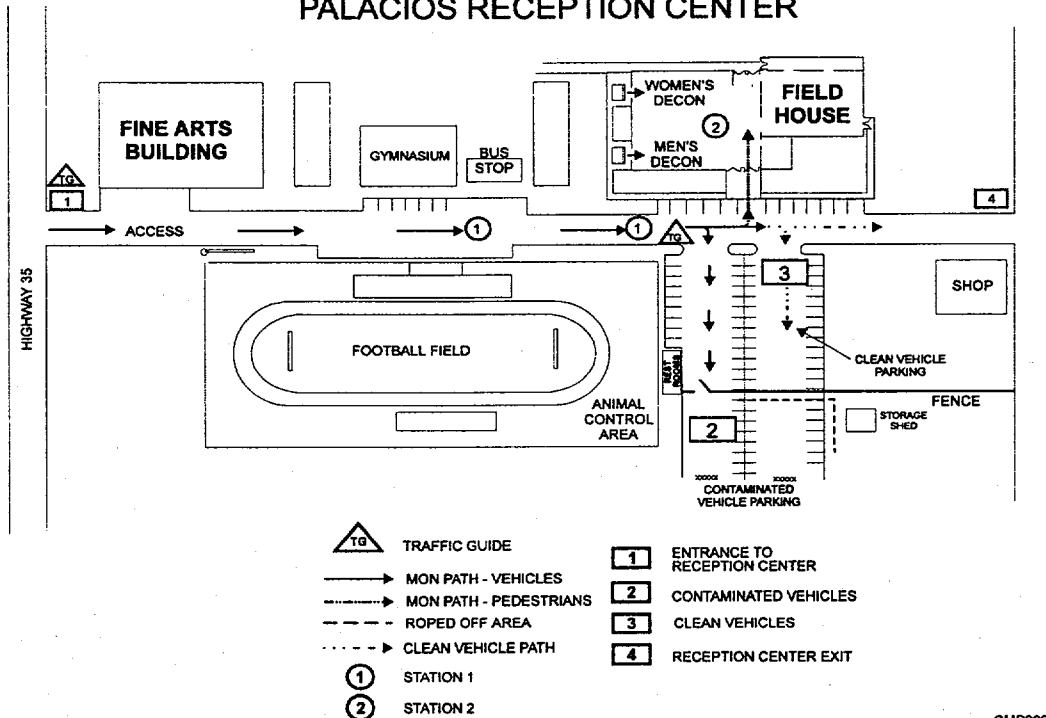 PALACIOS RECEPTION CENTER
WOMEN'S
DECON
FIELD
HOUSE
2
FINE ARTS
BUILDING
GYMNASIUM
BUS
STOP
MEN'S
DECON
TG
1
4
ACCESS
1
1
TG
3
SHOP
HIGHWAY 35
FOOTBALL FIELD
CLEAN VEHICLE
PARKING
REST
ROOMS
FENCE
ANIMAL
CONTROL
AREA
STORAGE
SHED
2
XXXXX
XXXXX
CONTAMINATED
VEHICLE PARKING
TG TRAFFIC GUIDE
MON PATH - VEHICLES
MON PATH - PEDESTRIANS
ROPED OFF AREA
CLEAN VEHICLE PATH
1 STATION 1
2 STATION 2
1 ENTRANCE TO
RECEPTION CENTER
2 CONTAMINATED VEHICLES
3 CLEAN VEHICLES
4 RECEPTION CENTER EXIT